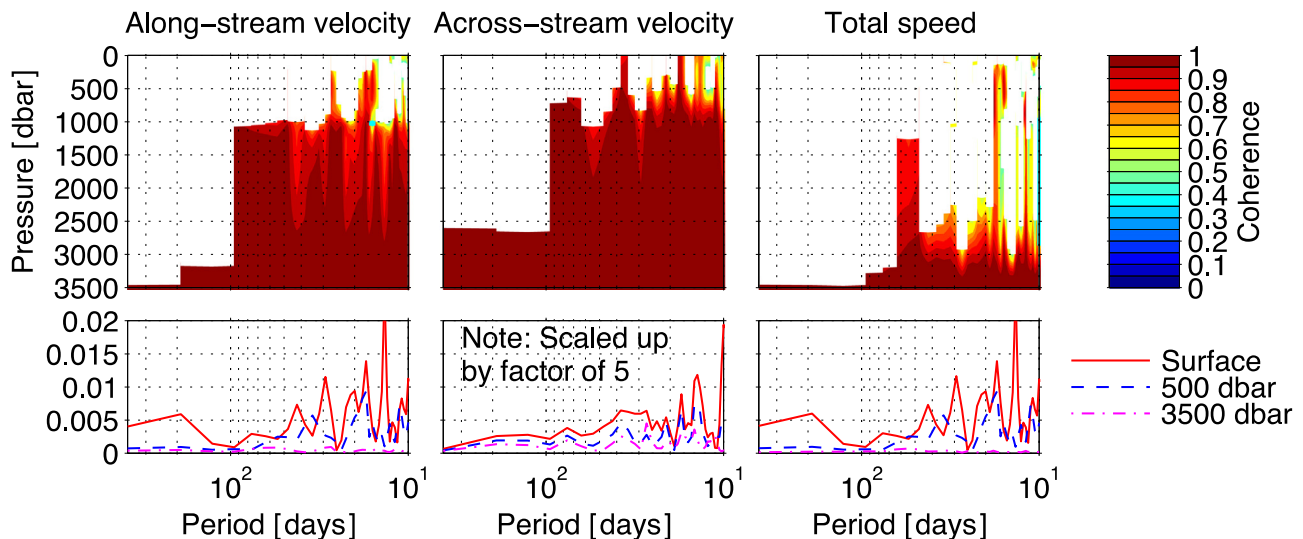 Along−stream velocity
Across−stream velocity
Total speed
Pressure [dbar]
0
500
1000
1500
2000
2500
3000
3500
1
0.9
0.8
0.7
0.6
0.5
0.4
0.3
0.2
0.1
0
Coherence
0.02
0.015
0.01
0.005
0
Note: Scaled up
by factor of 5
Surface
500 dbar
3500 dbar
10² 10¹
10² 10¹
10² 10¹
Period [days]
Period [days]
Period [days]